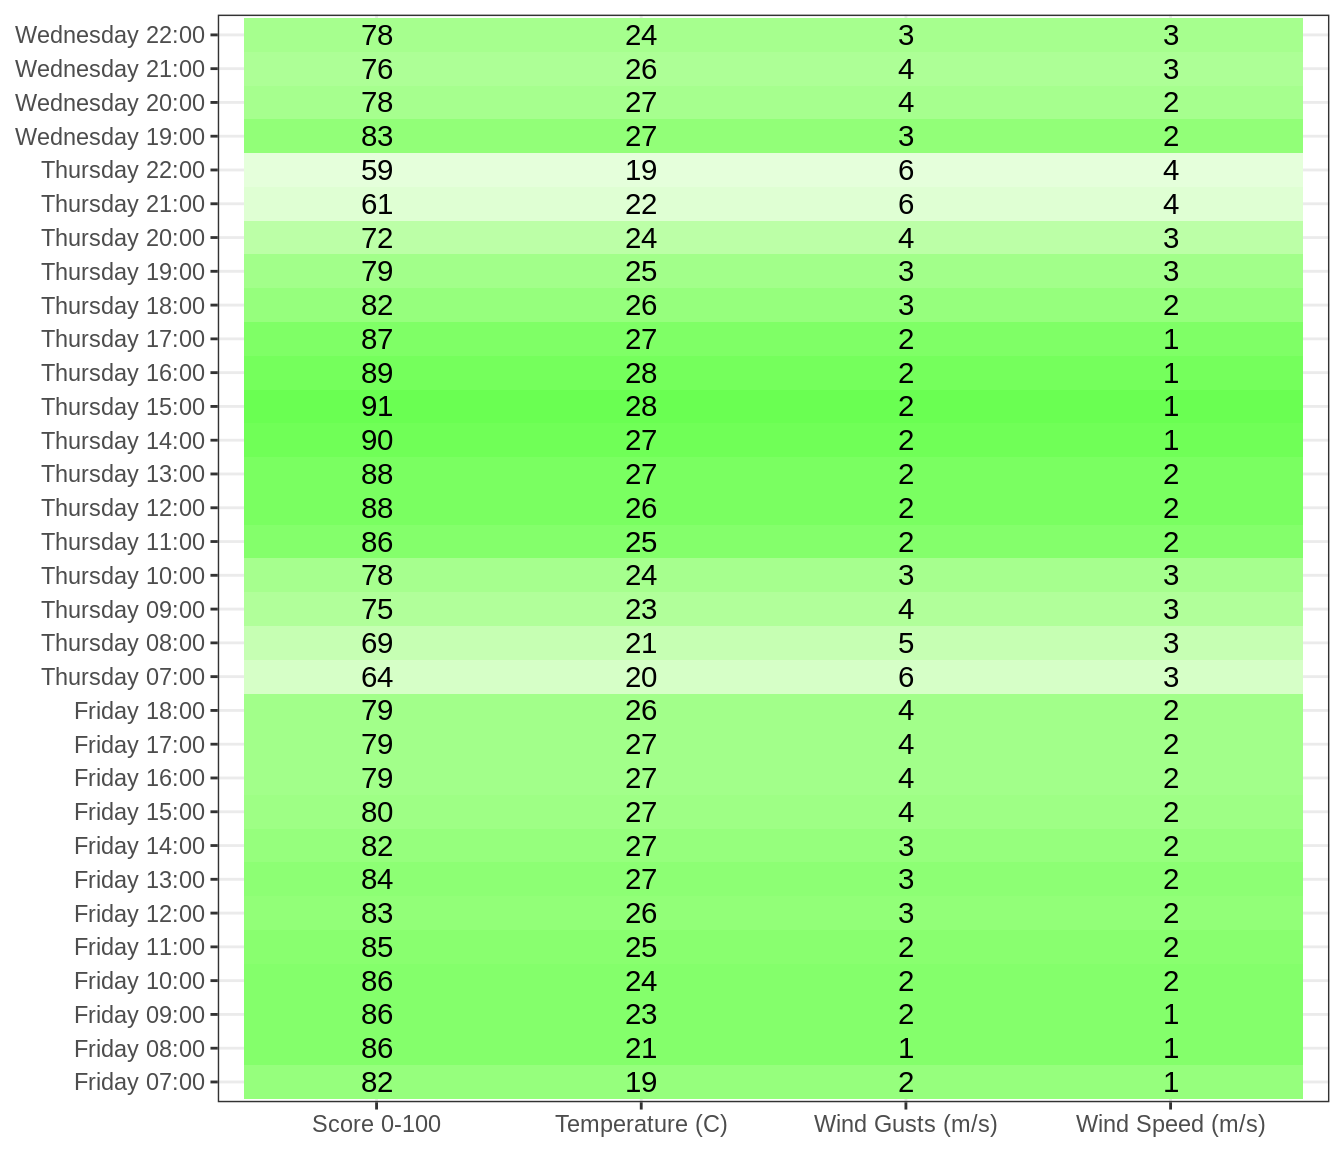 Wednesday 22:00 78 24 3 3
Wednesday 21:00 76 26 4 3
Wednesday 20:00 78 27 4 2
Wednesday 19:00 83 27 3 2
Thursday 22:00 59 19 6 4
Thursday 21:00 61 22 6 4
Thursday 20:00 72 24 4 3
Thursday 19:00 79 25 3 3
Thursday 18:00 82 26 3 2
Thursday 17:00 87 27 2 1
Thursday 16:00 89 28 2 1
Thursday 15:00 91 28 2 1
Thursday 14:00 90 27 2 1
Thursday 13:00 88 27 2 2
Thursday 12:00 88 26 2 2
Thursday 11:00 86 25 2 2
Thursday 10:00 78 24 3 3
Thursday 09:00 75 23 4 3
Thursday 08:00 69 21 5 3
Thursday 07:00 64 20 6 3
Friday 18:00 79 26 4 2
Friday 17:00 79 27 4 2
Friday 16:00 79 27 4 2
Friday 15:00 80 27 4 2
Friday 14:00 82 27 3 2
Friday 13:00 84 27 3 2
Friday 12:00 83 26 3 2
Friday 11:00 85 25 2 2
Friday 10:00 86 24 2 2
Friday 09:00 86 23 2 1
Friday 08:00 86 21 1 1
Friday 07:00 82 19 2 1
Score 0-100 Temperature (C) Wind Gusts (m/s) Wind Speed (m/s)